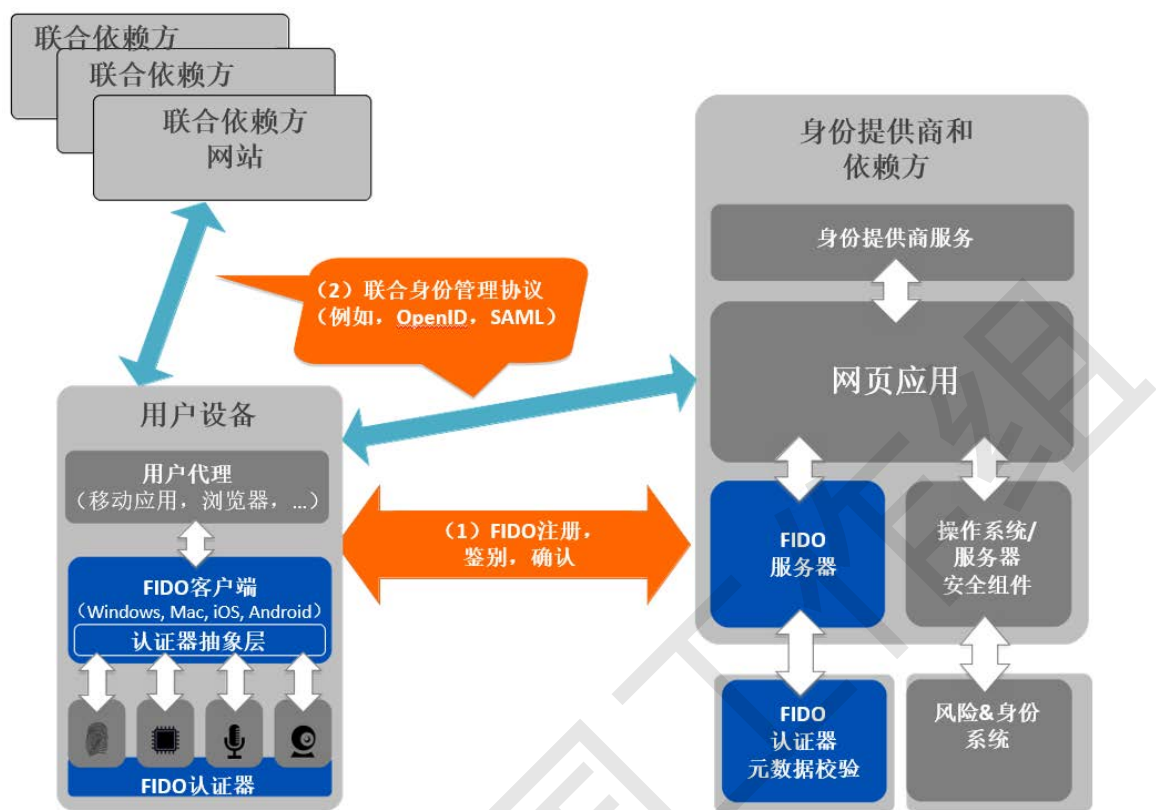 联合依赖方
联合依赖方
联合依赖方
网站
身份提供商和
依赖方
身份提供商服务
(2)联合身份管理协议
(例如，OpenID，SAML)
网页应用
用户设备
用户代理
(移动应用，浏览器，...)
(1)FIDO注册，
鉴别，确认
FIDO
服务器
操作系统/
服务器
安全组件
FIDO客户端
(Windows, Mac, iOS, Android)
认证器抽象层
FIDO认证器
FIDO
认证器
元数据校验
风险&身份
系统
工作组